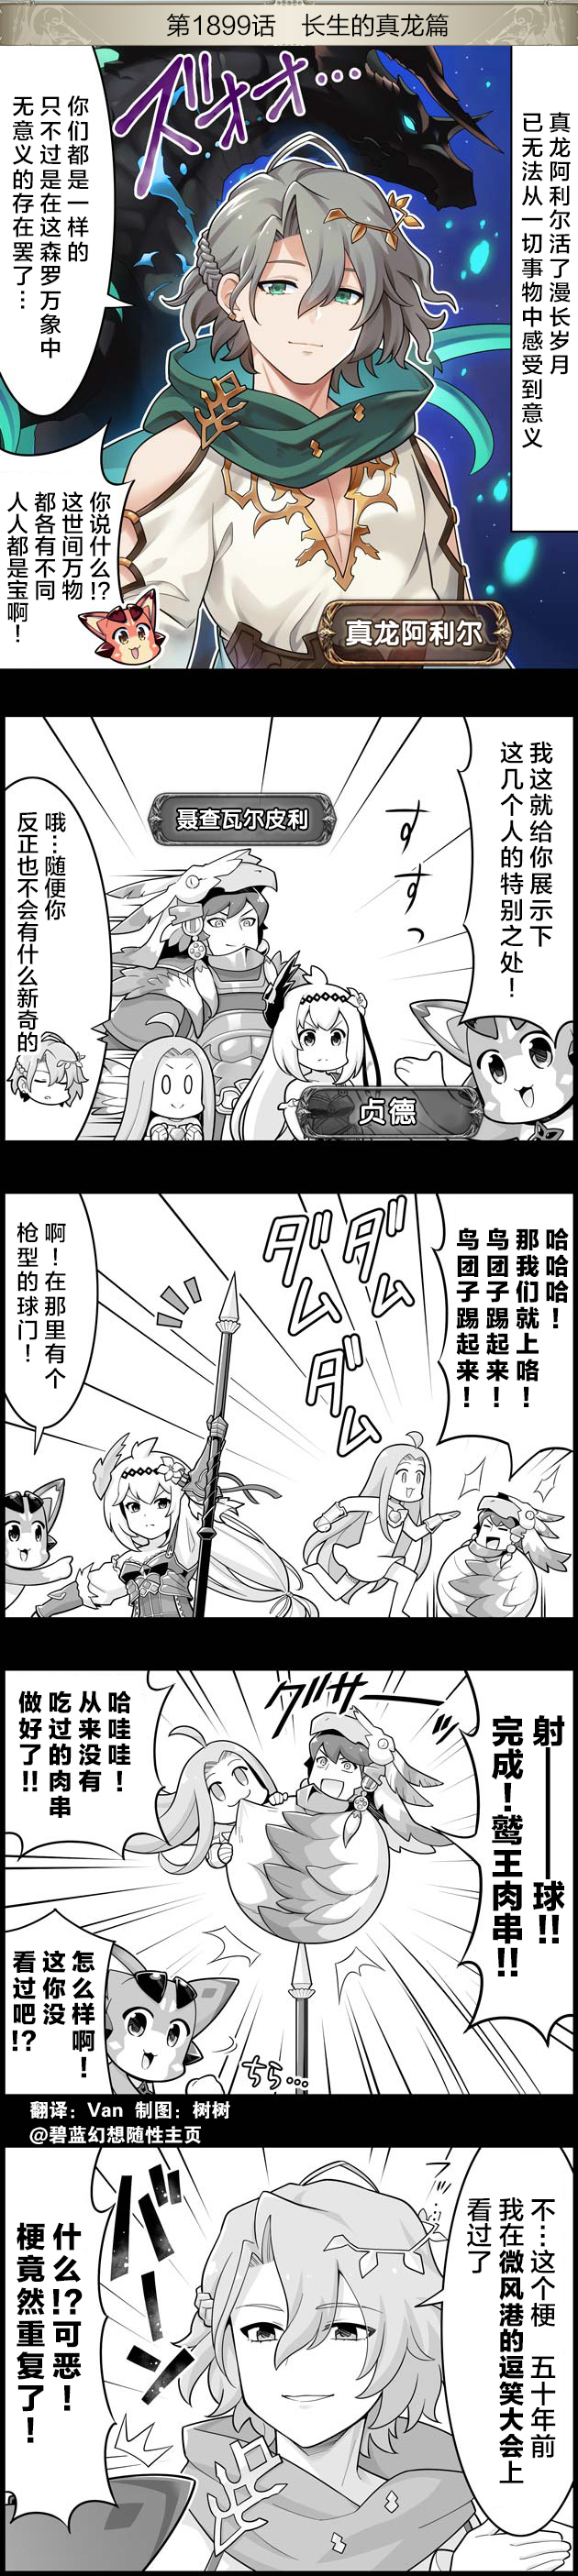 第1899话 长生的真龙篇
真龙阿利尔活了漫长岁月
已无法从一切事物中感受到意义
ズオオ…
你们都是一样的
只不过是在这森罗万象中
无意义的存在罢了…
你说什么!?
这世间万物
都各有不同
人人都是宝啊！
真龙阿利尔
我这就给你展示下
这几个人的特别之处！
すすっ
聂查瓦尔皮利
贞德
哦…随便你
反正也不会有什么新奇的
哈哈哈！
那我们就上咯！
鸟团子踢起来！
鸟团子踢起来！
ダム
ダム
ダム
啊！在那里有个
枪型的球门！
射——球!!
完成！鹫王肉串!!
グサーーッ
哈哇哇！
从来没有
吃过的肉串
做好了!!
怎么样啊！
这你没
看过吧!?
ちら…
翻译：Van 制图：树树
@碧蓝幻想随性主页
不…这个梗 五十年前
我在微风港的逗笑大会上
看过了
フッ…
ガーン
什么!?可恶！
梗竟然重复了！